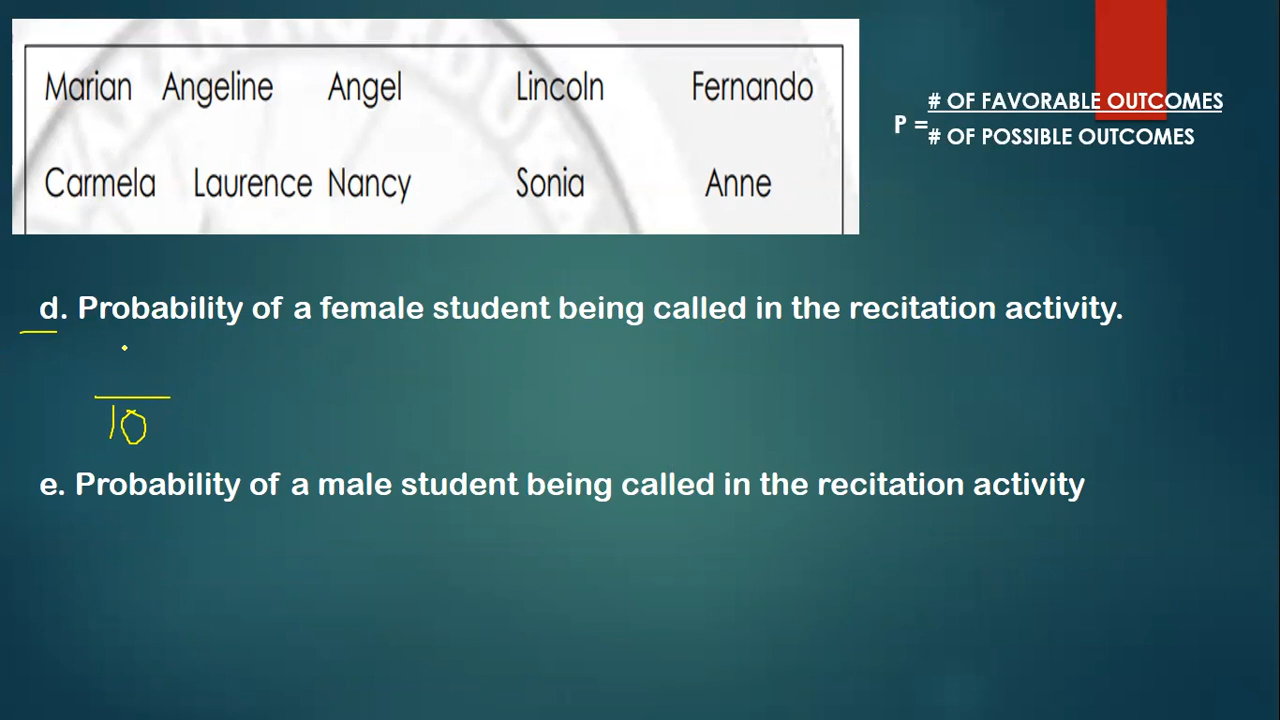 Marian Angeline Angel Lincoln Fernando
Carmela Laurence Nancy Sonia Anne
# OF FAVORABLE OUTCOMES
P =
# OF POSSIBLE OUTCOMES
d. Probability of a female student being called in the recitation activity.
10
e. Probability of a male student being called in the recitation activity